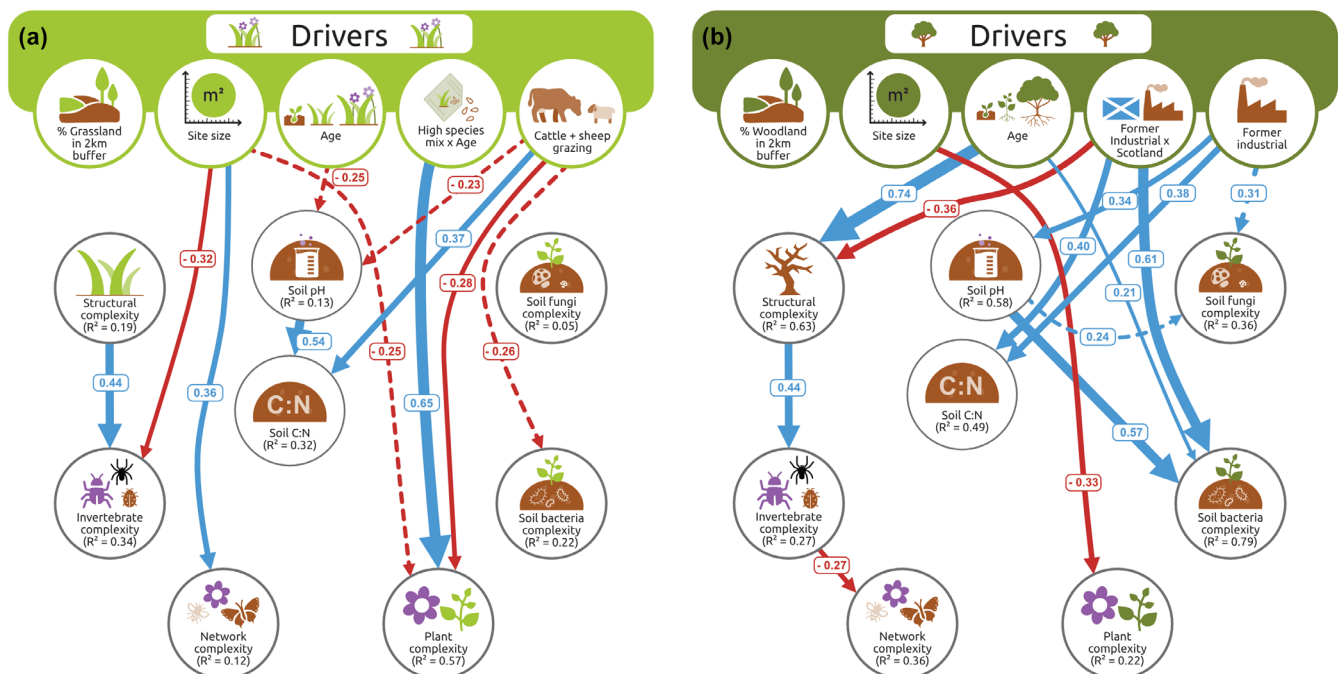 (a)
Drivers
% Grassland
in 2km
buffer
m²
Site size
Age
High species
mix x Age
Cattle + sheep
grazing
- 0.25
- 0.23
- 0.32
0.37
- 0.28
Structural
complexity
(R² = 0.19)
Soil pH
(R² = 0.13)
Soil fungi
complexity
(R² = 0.05)
0.54
- 0.25
- 0.26
0.44
0.36
0.65
C:N
Soil C:N
(R² = 0.32)
Invertebrate
complexity
(R² = 0.34)
Soil bacteria
complexity
(R² = 0.22)
Network
complexity
(R² = 0.12)
Plant
complexity
(R² = 0.57)
(b)
Drivers
% Woodland
in 2km
buffer
m²
Site size
Age
Former
Industrial x
Scotland
Former
industrial
0.74
- 0.36
0.34
0.38
0.31
0.40
0.61
0.21
0.24
Structural
complexity
(R² = 0.63)
Soil pH
(R² = 0.58)
Soil fungi
complexity
(R² = 0.36)
0.44
C:N
Soil C:N
(R² = 0.49)
0.57
- 0.33
Invertebrate
complexity
(R² = 0.27)
Soil bacteria
complexity
(R² = 0.79)
- 0.27
Network
complexity
(R² = 0.36)
Plant
complexity
(R² = 0.22)